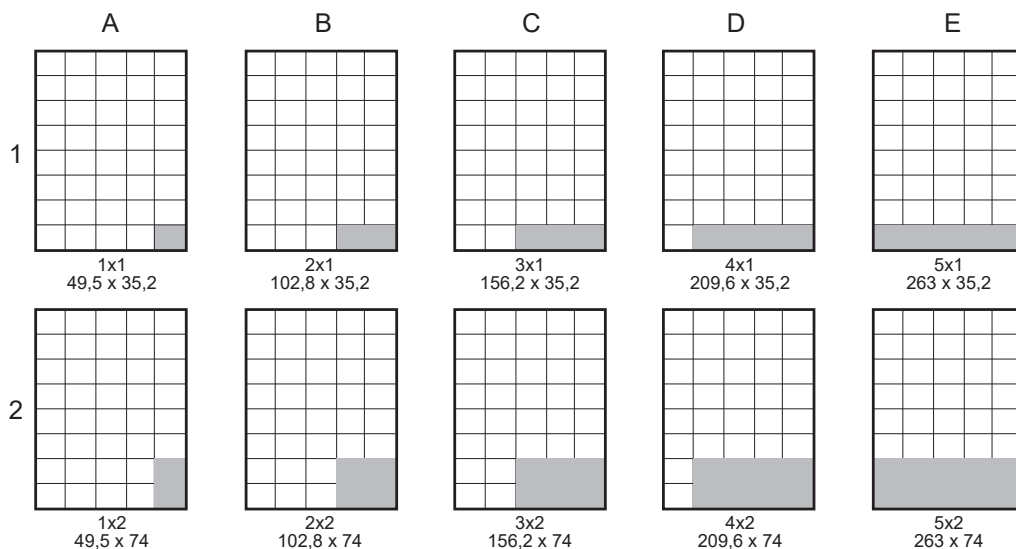 A B C D E
1
1x1 2x1 3x1 4x1 5x1
49,5 x 35,2 102,8 x 35,2 156,2 x 35,2 209,6 x 35,2 263 x 35,2
2
1x2 2x2 3x2 4x2 5x2
49,5 x 74 102,8 x 74 156,2 x 74 209,6 x 74 263 x 74